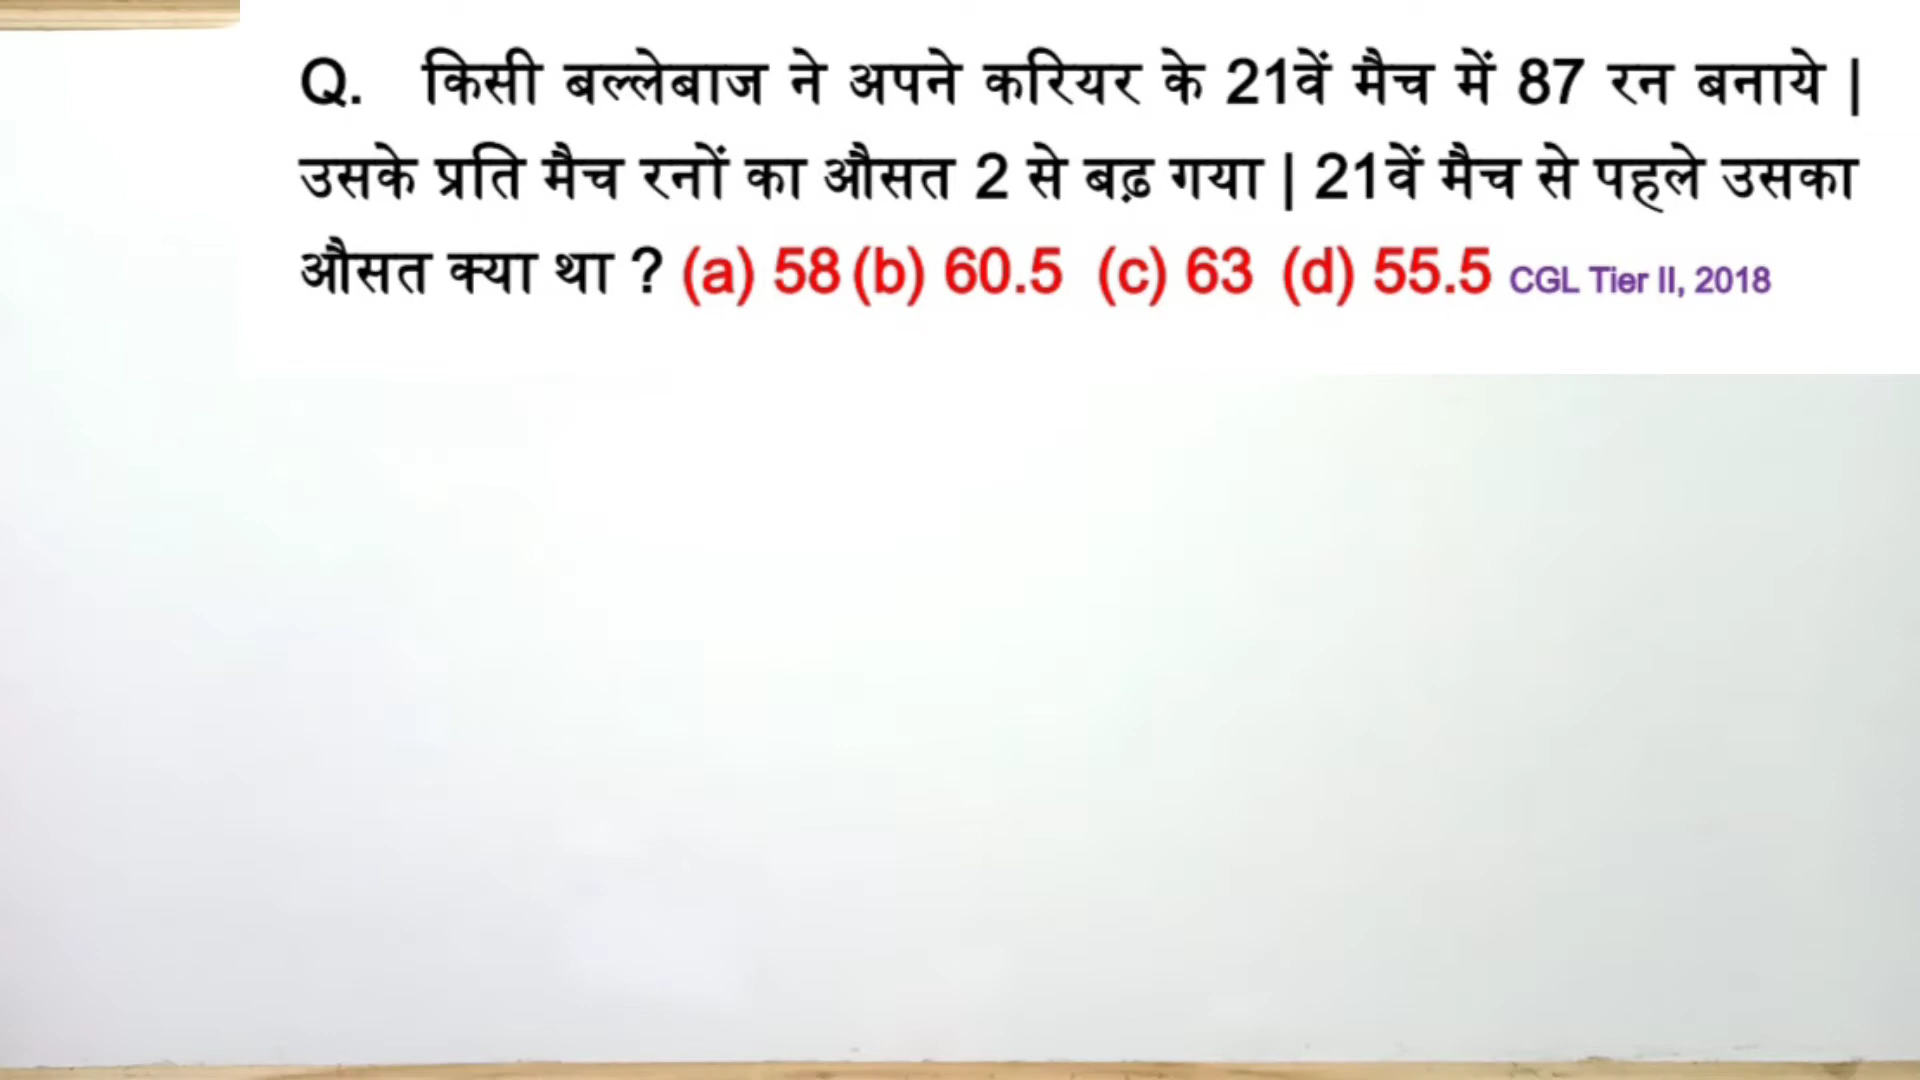 Q. किसी बल्लेबाज ने अपने करियर के 21वें मैच में 87 रन बनाये |
उसके प्रति मैच रनों का औसत 2 से बढ़ गया | 21वें मैच से पहले उसका
औसत क्या था ? (a) 58 (b) 60.5 (c) 63 (d) 55.5 CGL Tier II, 2018